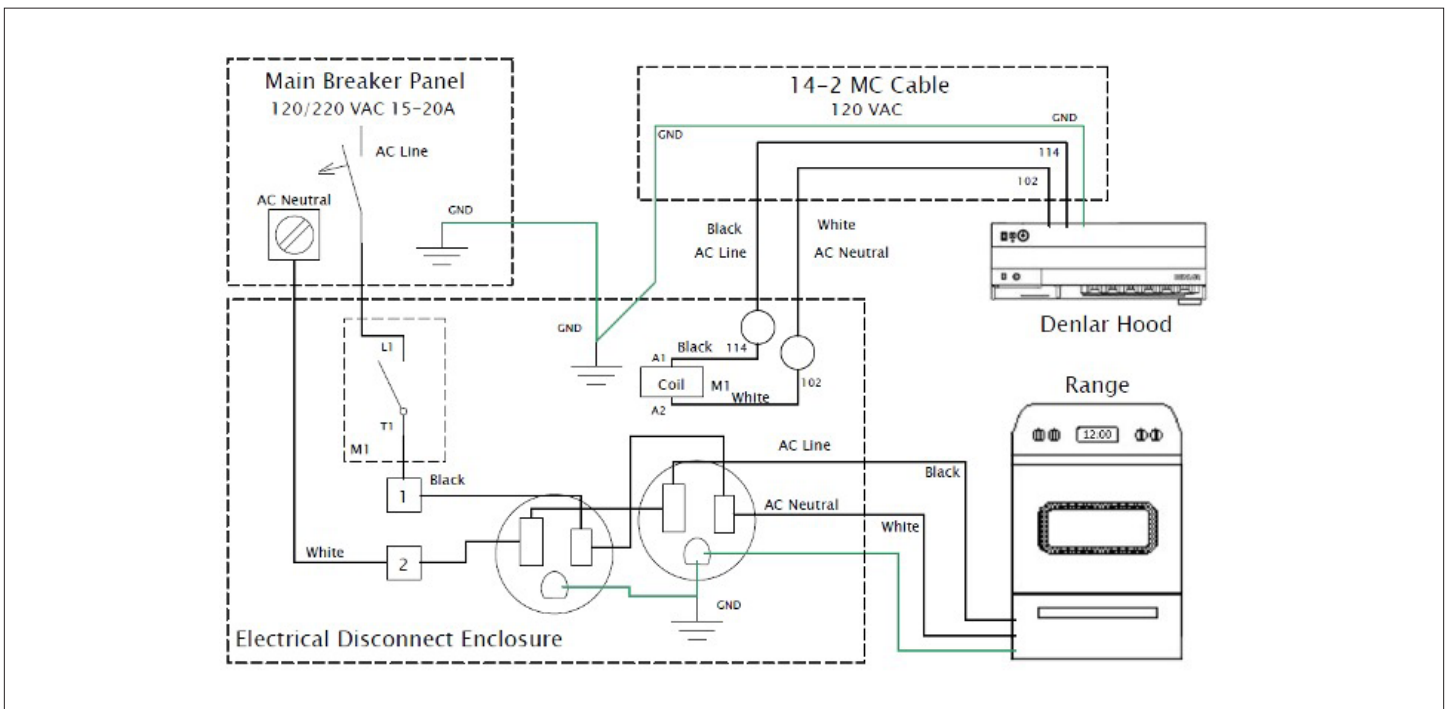 Main Breaker Panel
120/220 VAC 15-20A
AC Line
AC Neutral
GND
14-2 MC Cable
120 VAC
GND
GND
114
102
Black
AC Line
White
AC Neutral
Denlar Hood
GND
L1
T1
M1
A1
Black
114
Coil
M1
White
A2
102
Range
12:00
1
Black
White
2
AC Line
Black
AC Neutral
White
GND
Electrical Disconnect Enclosure